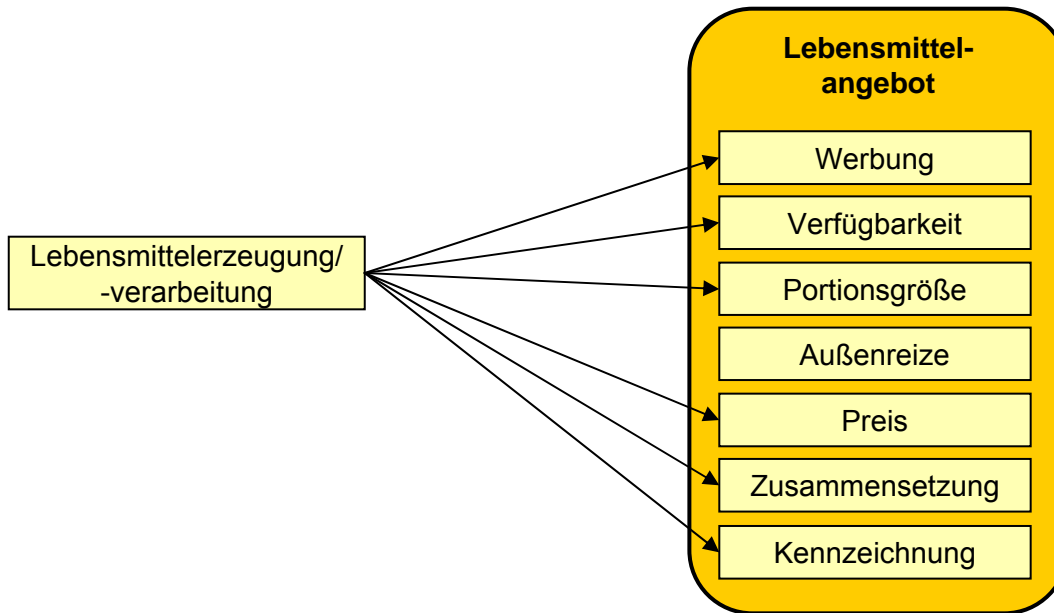 Lebensmittel-
angebot
Werbung
Verfügbarkeit
Lebensmittelerzeugung/
-verarbeitung
Portionsgröße
Außenreize
Preis
Zusammensetzung
Kennzeichnung